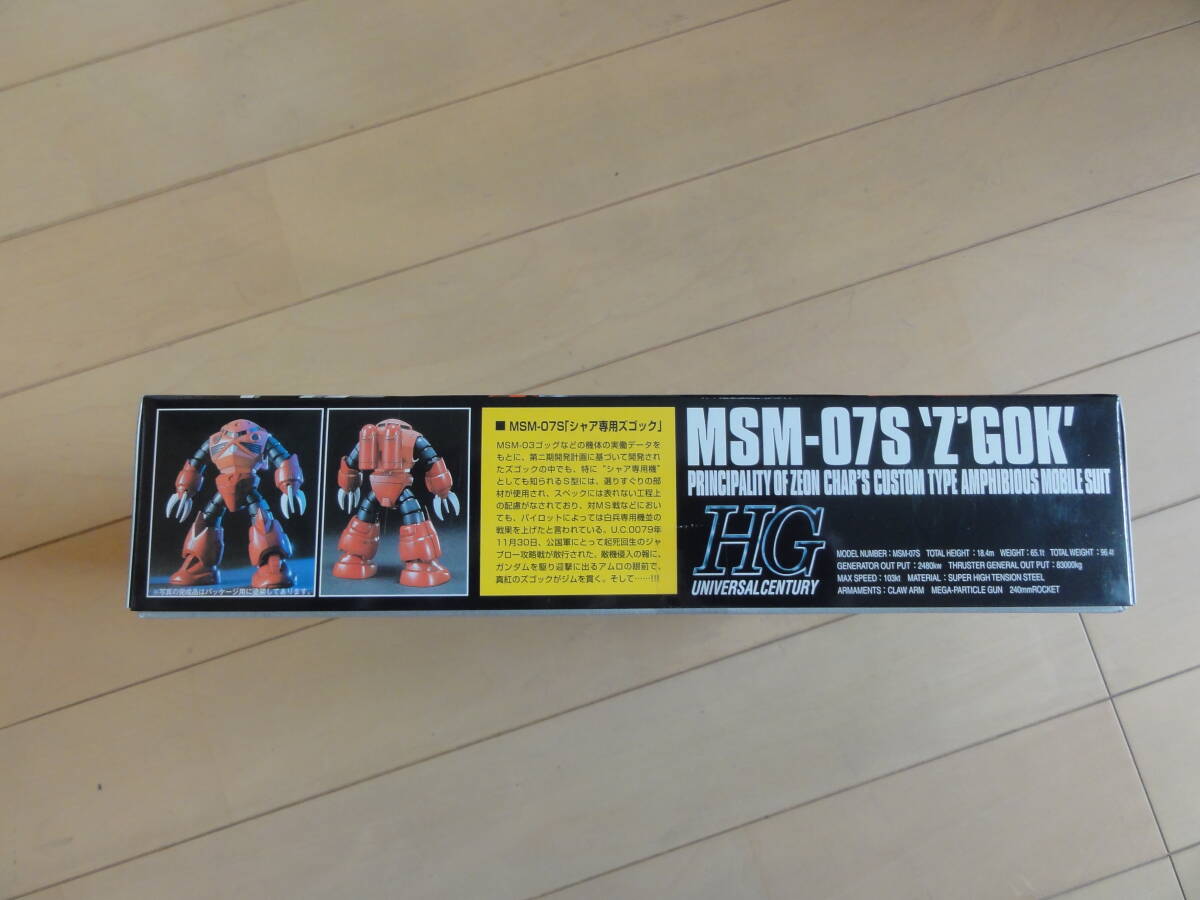 ※写真の完成品はパッケージ用に塗装してあります。
■ MSM-07S「シャア専用ズゴック」
MSM-03ゴッグなどの機体の実働データを
もとに、第二期開発計画に基づいて開発され
たズゴックの中でも、特に“シャア専用機”
としても知られるS型には、選りすぐりの部
材が使用され、スペックには表れない工程上
の配慮がなされており、対MS戦などにおい
ても、パイロットによっては白兵専用機並の
戦果を上げたと言われている。U.C.0079年
11月30日、公国軍にとって起死回生のジャ
ブロー攻略戦が敢行された。敵機侵入の報に、
ガンダムを駆り迎撃に出るアムロの眼前で、
真紅のズゴックがジムを貫く。そして……!!!
MSM-07S 'Z'GOK'
PRINCIPALITY OF ZEON CHAR'S CUSTOM TYPE AMPHIBIOUS MOBILE SUIT
HG
UNIVERSAL CENTURY
MODEL NUMBER：MSM-07S TOTAL HEIGHT：18.4m WEIGHT：65.1t TOTAL WEIGHT：96.4t
GENERATOR OUT PUT：2480kw THRUSTER GENERAL OUT PUT：83000kg
MAX SPEED：103kt MATERIAL：SUPER HIGH TENSION STEEL
ARMAMENTS：CLAW ARM MEGA-PARTICLE GUN 240mmROCKET